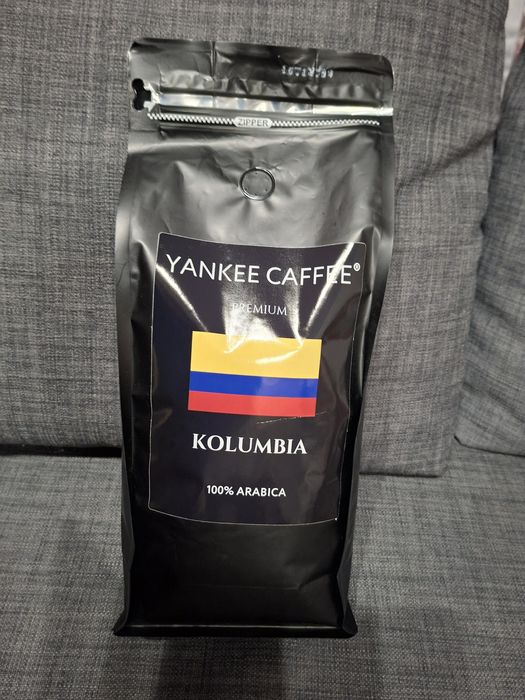 ZIPPER
YANKEE CAFFEE®
PREMIUM
KOLUMBIA
100% ARABICA